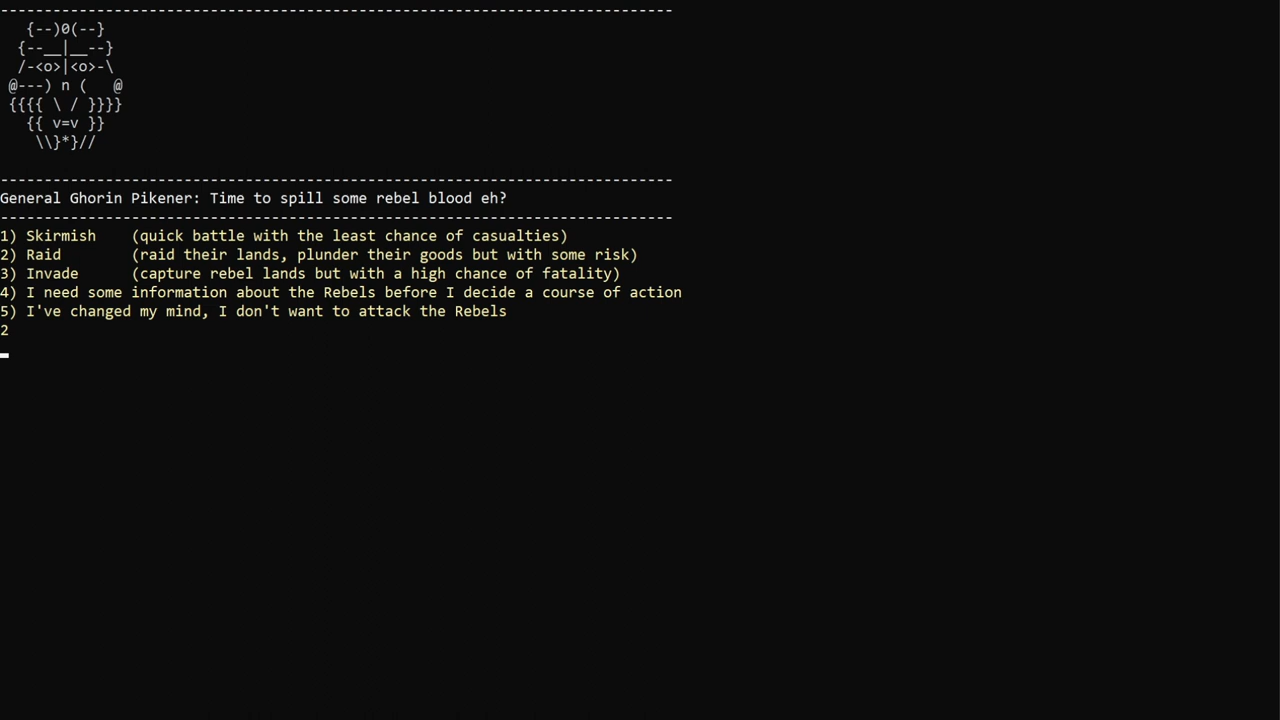 -----------------------------------------------------------------------------
   {--)0(--}
  {--__|__--}
  /-<o>|<o>-\
 @---) n (   @
 {{{{ \ / }}}}
   {{ v=v }}
    \\}*}//
-----------------------------------------------------------------------------
General Ghorin Pikener: Time to spill some rebel blood eh?
-----------------------------------------------------------------------------
1) Skirmish    (quick battle with the least chance of casualties)
2) Raid        (raid their lands, plunder their goods but with some risk)
3) Invade      (capture rebel lands but with a high chance of fatality)
4) I need some information about the Rebels before I decide a course of action
5) I've changed my mind, I don't want to attack the Rebels
2